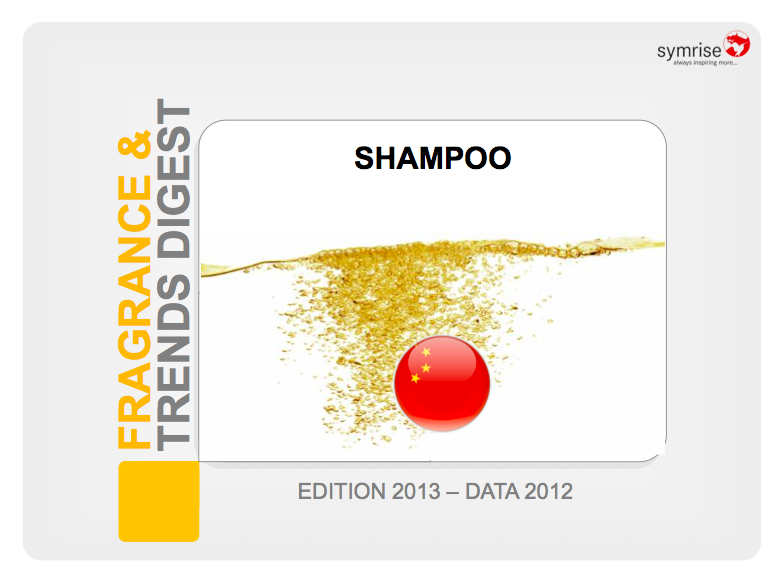 symrise
always inspiring more...
FRAGRANCE &
TRENDS DIGEST
SHAMPOO
EDITION 2013 – DATA 2012